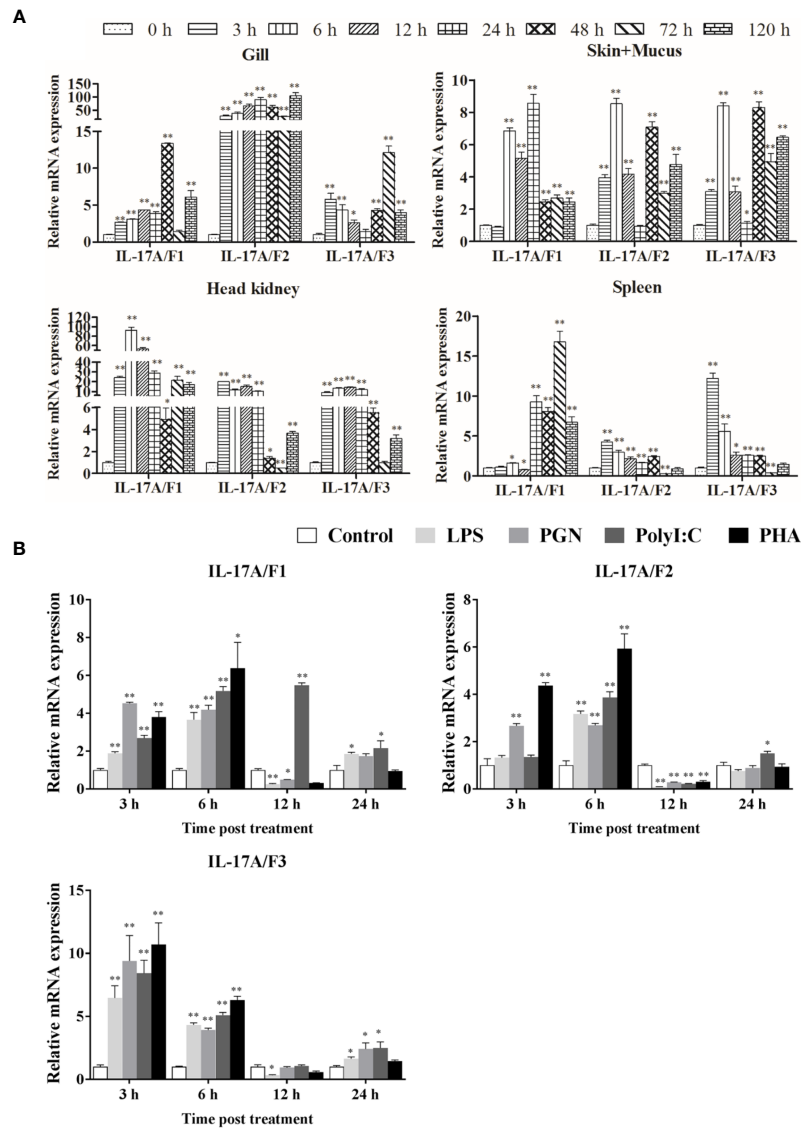 A
0 h 3 h 6 h 12 h 24 h 48 h 72 h 120 h
Gill
Skin+Mucus
Relative mRNA expression
150
100
50
15
10
5
0
** ** ** ** ** **
** ** ** ** ** ** **
** ** * ** ** **
IL-17A/F1 IL-17A/F2 IL-17A/F3
Relative mRNA expression
10
8
6
4
2
0
** ** ** ** ** **
** ** ** ** ** **
** ** ** * ** ** **
IL-17A/F1 IL-17A/F2 IL-17A/F3
Head kidney
Spleen
Relative mRNA expression
120
100
80
60
40
30
20
10
6
4
2
0
** ** ** ** * ** **
** ** ** ** * ** **
** ** ** ** ** **
IL-17A/F1 IL-17A/F2 IL-17A/F3
Relative mRNA expression
20
15
10
5
0
* * ** ** ** **
** ** ** ** ** **
** ** * ** ** **
IL-17A/F1 IL-17A/F2 IL-17A/F3
B
Control LPS PGN PolyI:C PHA
IL-17A/F1
Relative mRNA expression
10
8
6
4
2
0
** ** ** **
** ** ** *
** * **
* *
3 h 6 h 12 h 24 h
Time post treatment
IL-17A/F2
Relative mRNA expression
8
6
4
2
0
** **
** ** ** **
** ** ** **
*
3 h 6 h 12 h 24 h
Time post treatment
IL-17A/F3
Relative mRNA expression
15
10
5
0
** ** ** **
** ** ** **
*
* * *
3 h 6 h 12 h 24 h
Time post treatment